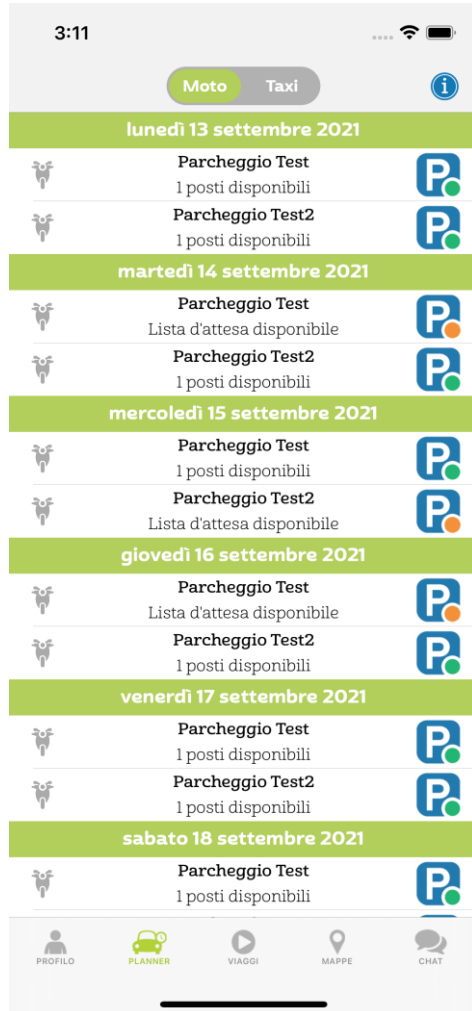 3:11
Moto Taxi
lunedì 13 settembre 2021
Parcheggio Test
1 posti disponibili
P
Parcheggio Test2
1 posti disponibili
P
martedì 14 settembre 2021
Parcheggio Test
Lista d'attesa disponibile
P
Parcheggio Test2
1 posti disponibili
P
mercoledì 15 settembre 2021
Parcheggio Test
1 posti disponibili
P
Parcheggio Test2
Lista d'attesa disponibile
P
giovedì 16 settembre 2021
Parcheggio Test
Lista d'attesa disponibile
P
Parcheggio Test2
1 posti disponibili
P
venerdì 17 settembre 2021
Parcheggio Test
1 posti disponibili
P
Parcheggio Test2
1 posti disponibili
P
sabato 18 settembre 2021
Parcheggio Test
1 posti disponibili
P
PROFILO PLANNER VIAGGI MAPPE CHAT